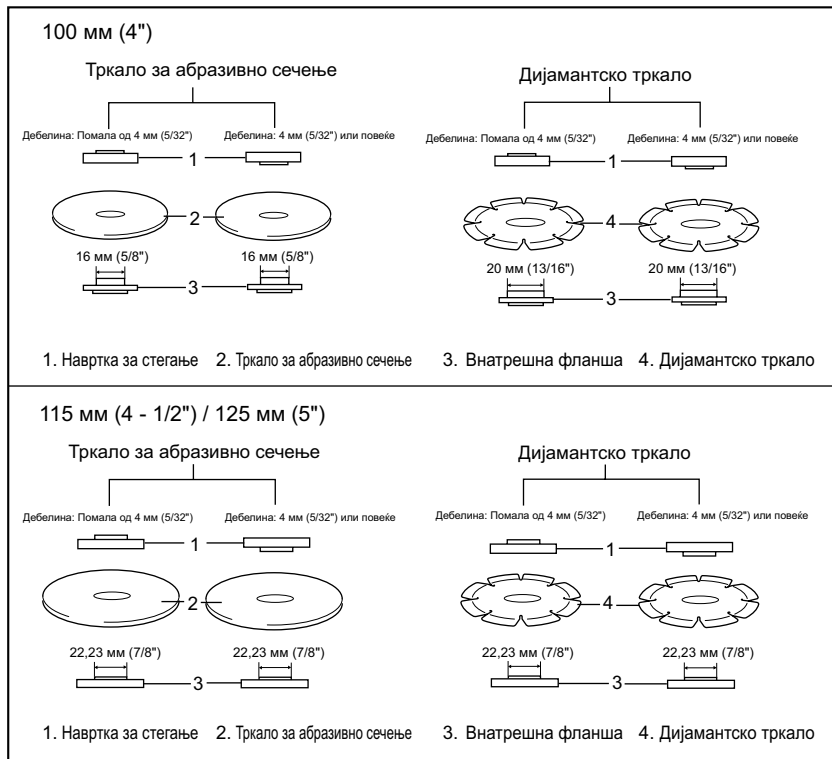 100 мм (4")
Тркало за абразивно сечење
Дијамантско тркало
Дебелина: Помала од 4 мм (5/32") Дебелина: 4 мм (5/32") или повеќе
Дебелина: Помала од 4 мм (5/32") Дебелина: 4 мм (5/32") или повеќе
1
1
2
4
16 мм (5/8") 16 мм (5/8")
20 мм (13/16") 20 мм (13/16")
3
3
1. Навртка за стегање 2. Тркало за абразивно сечење 3. Внатрешна фланша 4. Дијамантско тркало
115 мм (4 - 1/2") / 125 мм (5")
Тркало за абразивно сечење
Дијамантско тркало
Дебелина: Помала од 4 мм (5/32") Дебелина: 4 мм (5/32") или повеќе
Дебелина: Помала од 4 мм (5/32") Дебелина: 4 мм (5/32") или повеќе
1
1
2
4
22,23 мм (7/8") 22,23 мм (7/8")
22,23 мм (7/8") 22,23 мм (7/8")
3
3
1. Навртка за стегање 2. Тркало за абразивно сечење 3. Внатрешна фланша 4. Дијамантско тркало